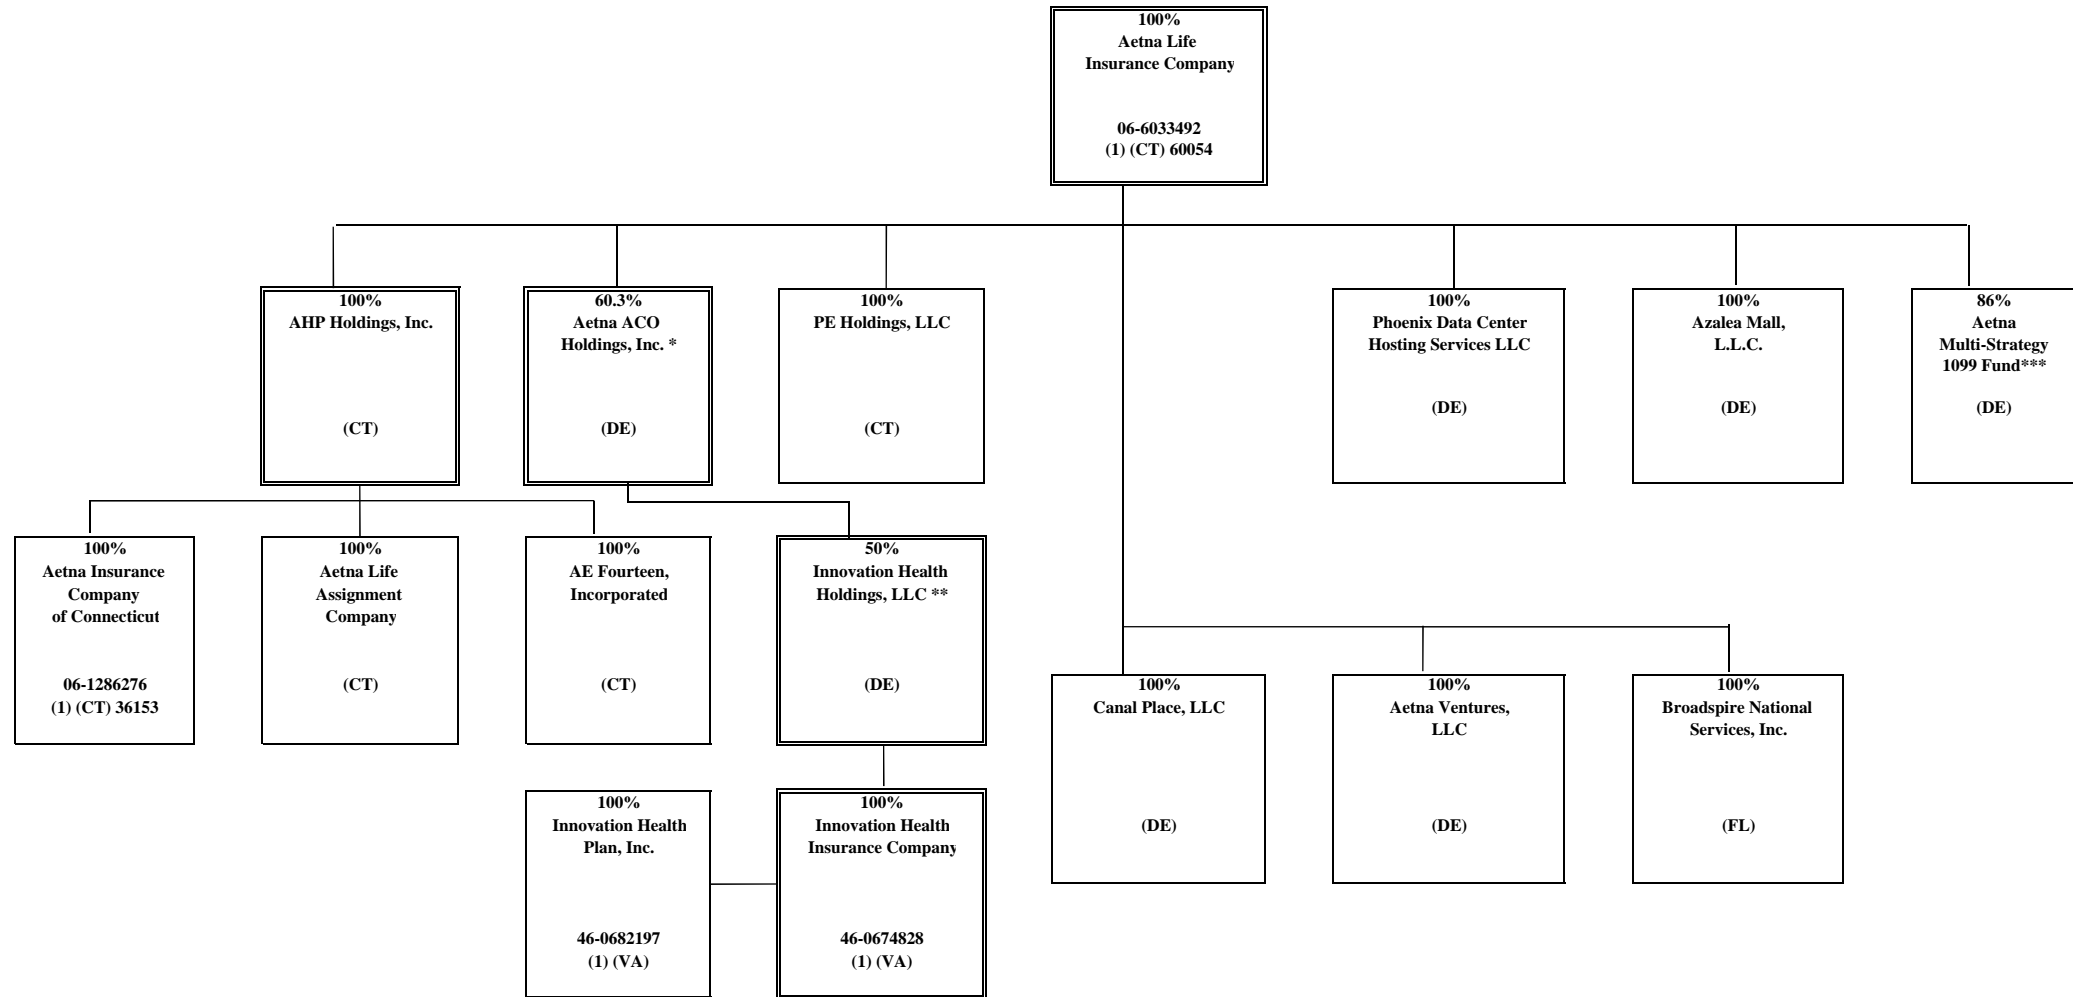 100%
Aetna Life
Insurance Company
06-6033492
(1) (CT) 60054
100%
AHP Holdings, Inc.
(CT)
60.3%
Aetna ACO
Holdings, Inc. *
(DE)
100%
PE Holdings, LLC
(CT)
100%
Phoenix Data Center
Hosting Services LLC
(DE)
100%
Azalea Mall,
L.L.C.
(DE)
86%
Aetna
Multi-Strategy
1099 Fund***
(DE)
100%
Aetna Insurance
Company
of Connecticut
06-1286276
(1) (CT) 36153
100%
Aetna Life
Assignment
Company
(CT)
100%
AE Fourteen,
Incorporated
(CT)
50%
Innovation Health
Holdings, LLC **
(DE)
100%
Canal Place, LLC
(DE)
100%
Aetna Ventures,
LLC
(DE)
100%
Broadspire National
Services, Inc.
(FL)
100%
Innovation Health
Plan, Inc.
46-0682197
(1) (VA)
100%
Innovation Health
Insurance Company
46-0674828
(1) (VA)